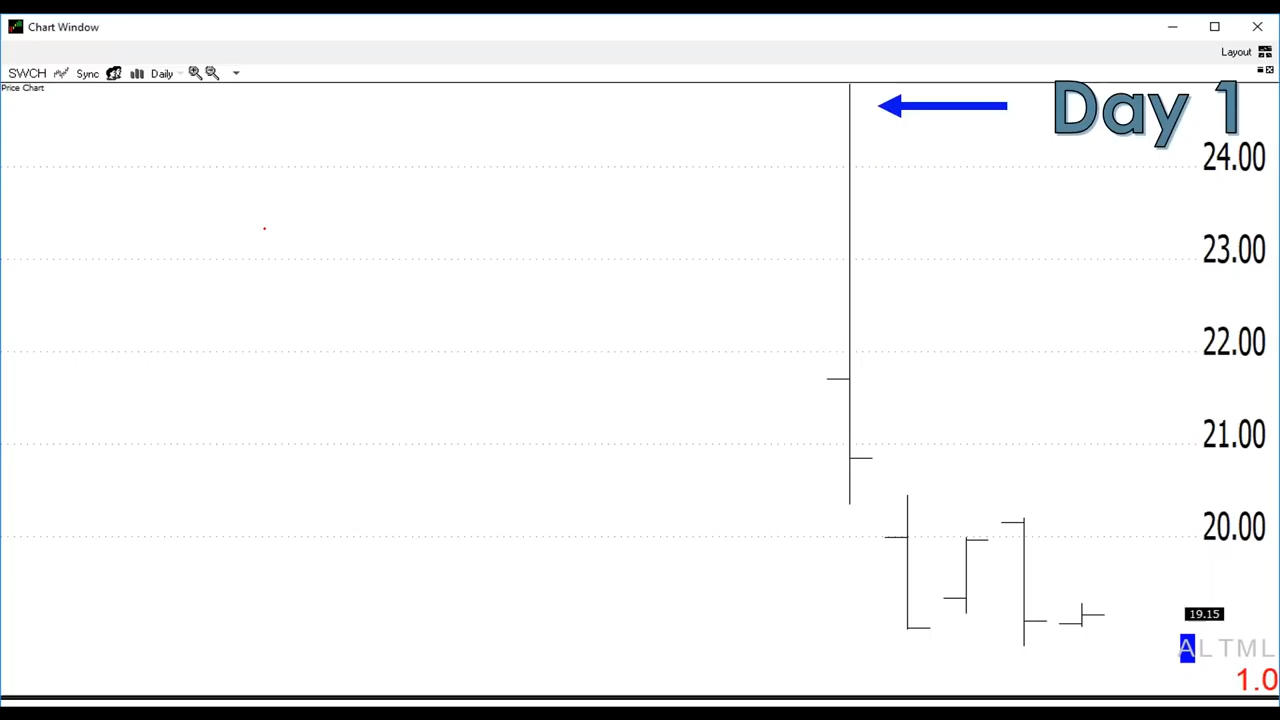 Chart Window
Layout
SWCH Sync Daily
Price Chart
Day 1
24.00
23.00
22.00
21.00
20.00
19.15
ALTML
1.0